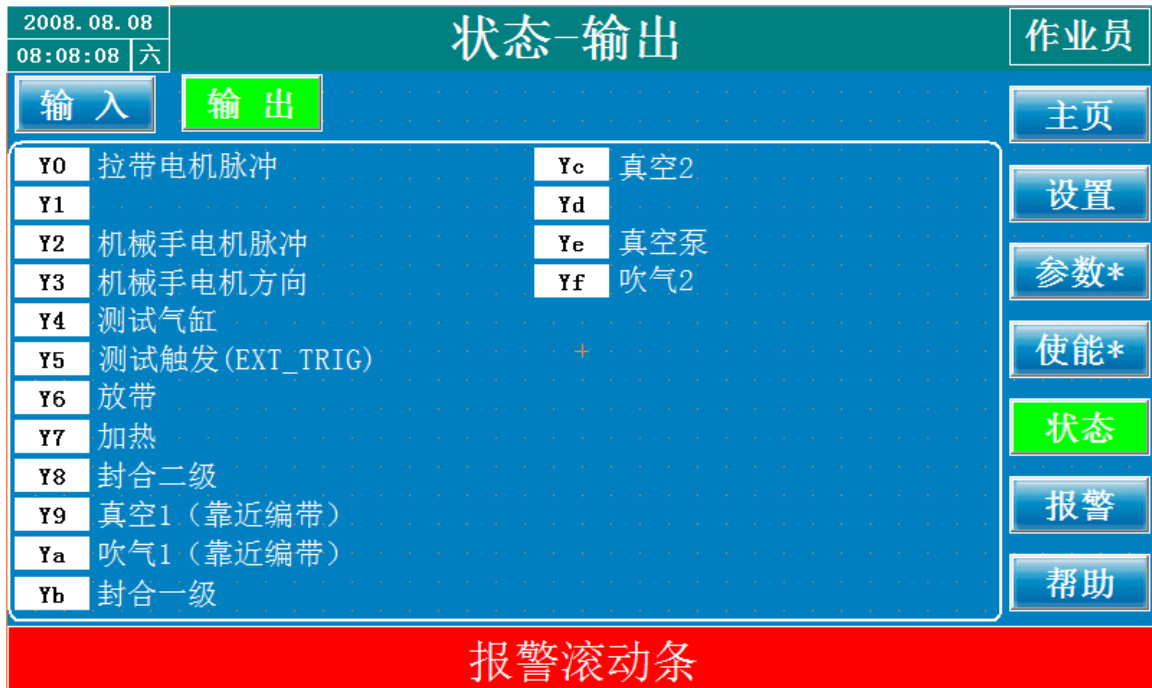 2008.08.08
08:08:08 六
状态-输出
作业员
输 入
输 出
Y0 拉带电机脉冲
Y1
Y2 机械手电机脉冲
Y3 机械手电机方向
Y4 测试气缸
Y5 测试触发(EXT_TRIG)
Y6 放带
Y7 加热
Y8 封合二级
Y9 真空1（靠近编带）
Ya 吹气1（靠近编带）
Yb 封合一级
Yc 真空2
Yd
Ye 真空泵
Yf 吹气2
主页
设置
参数*
使能*
状态
报警
帮助
报警滚动条